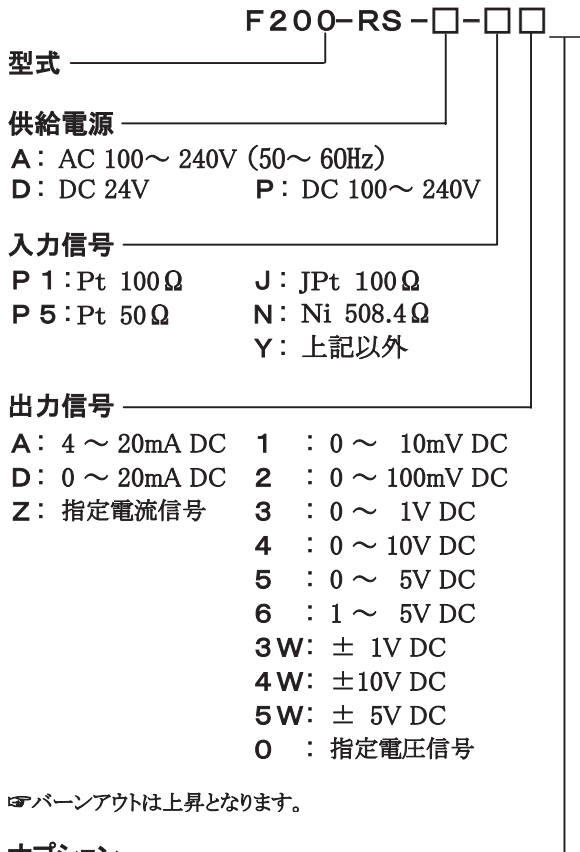 F200-RS-□-□□
型式
供給電源
A: AC 100～240V (50～60Hz)
D: DC 24V P: DC 100～240V
入力信号
P1:Pt 100Ω J: JPt 100Ω
P5:Pt 50Ω N: Ni 508.4Ω
Y: 上記以外
出力信号
A: 4～20mA DC 1 : 0～ 10mV DC
D: 0～20mA DC 2 : 0～100mV DC
Z: 指定電流信号 3 : 0～ 1V DC
4 : 0～10V DC
5 : 0～ 5V DC
6 : 1～ 5V DC
3W: ± 1V DC
4W: ±10V DC
5W: ± 5V DC
0 : 指定電圧信号
☞バーンアウトは上昇となります。
オプション